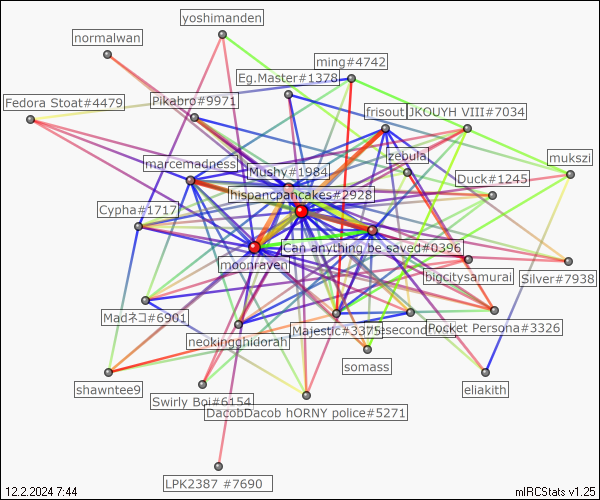 yoshimanden
normalwan
ming#4742
Eg.Master#1378
Fedora Stoat#4479
Pikabro#9971
frisout
JKOUYH VIII#7034
marcemadness
zebula
mukszi
Mushy#1984
Duck#1245
hispancpancakes#2928
Cypha#1717
Can anything be saved#0396
moonraven
bigcitysamurai
Silver#7938
Madネコ#6901
Majestic#3375
second
Pocket Persona#3326
neokingghidorah
somass
shawntee9
eliakith
Swirly Boi#6154
DacobDacob hORNY police#5271
LPK2387 #7690
12.2.2024 7:44
mIRCStats v1.25